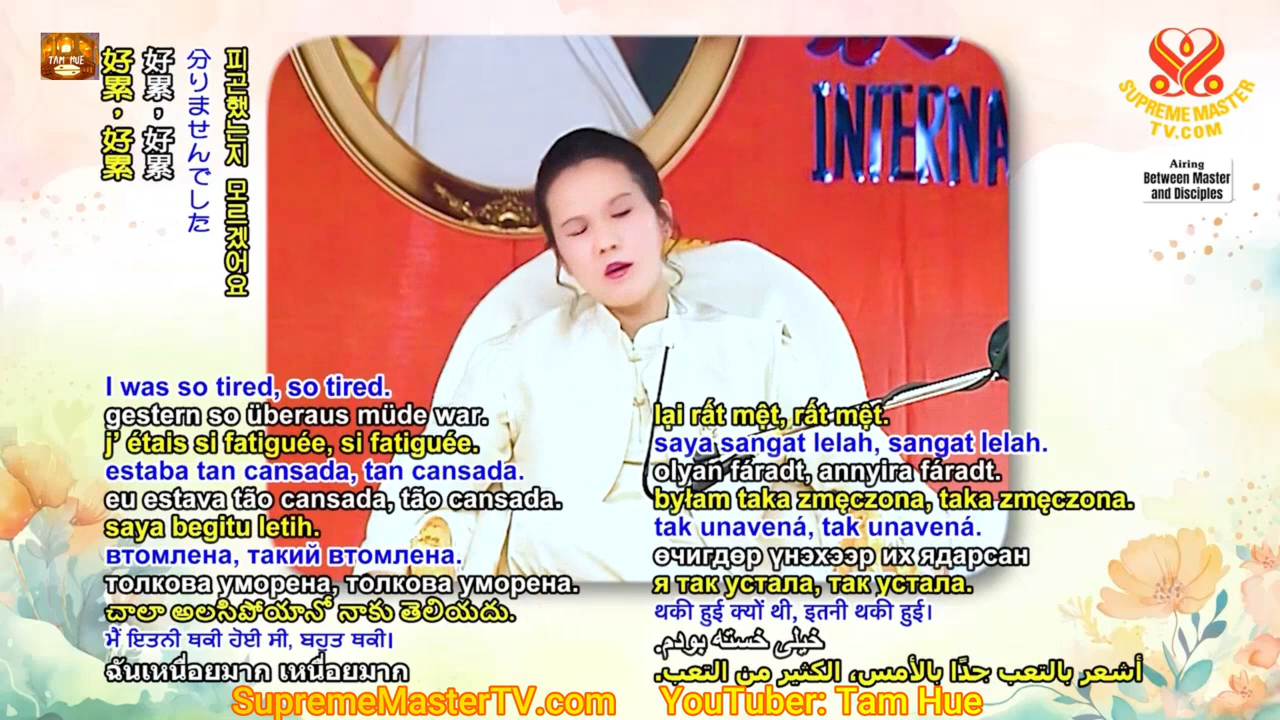 TAM HUE
好累，好累
好累，好累
分りませんでした
피곤했는지 모르겠어요
INTERNA
SUPREME MASTER
TV.COM
Airing
Between Master
and Disciples
I was so tired, so tired.
gestern so überaus müde war.
j’ étais si fatiguée, si fatiguée.
estaba tan cansada, tan cansada.
eu estava tão cansada, tão cansada.
saya begitu letih.
втомлена, такий втомлена.
толкова уморена, толкова уморена.
చాలా అలసిపోయానో నాకు తెలియదు.
ਮੈਂ ਇਤਨੀ ਥਕੀ ਹੋਈ ਸੀ, ਬਹੁਤ ਥਕੀ।
ฉันเหนื่อยมาก เหนื่อยมาก
lại rất mệt, rất mệt.
saya sangat lelah, sangat lelah.
olyan fáradt, annyira fáradt.
byłam taka zmęczona, taka zmęczona.
tak unavená, tak unavená.
өчигдөр үнэхээр их ядарсан
я так устала, так устала.
थकी हुई क्यों थी, इतनी थकी हुई।
خیلی خسته بودم.
أشعر بالتعب جدًا بالأمس، الكثير من التعب.
SupremeMasterTV.com
YouTuber: Tam Hue